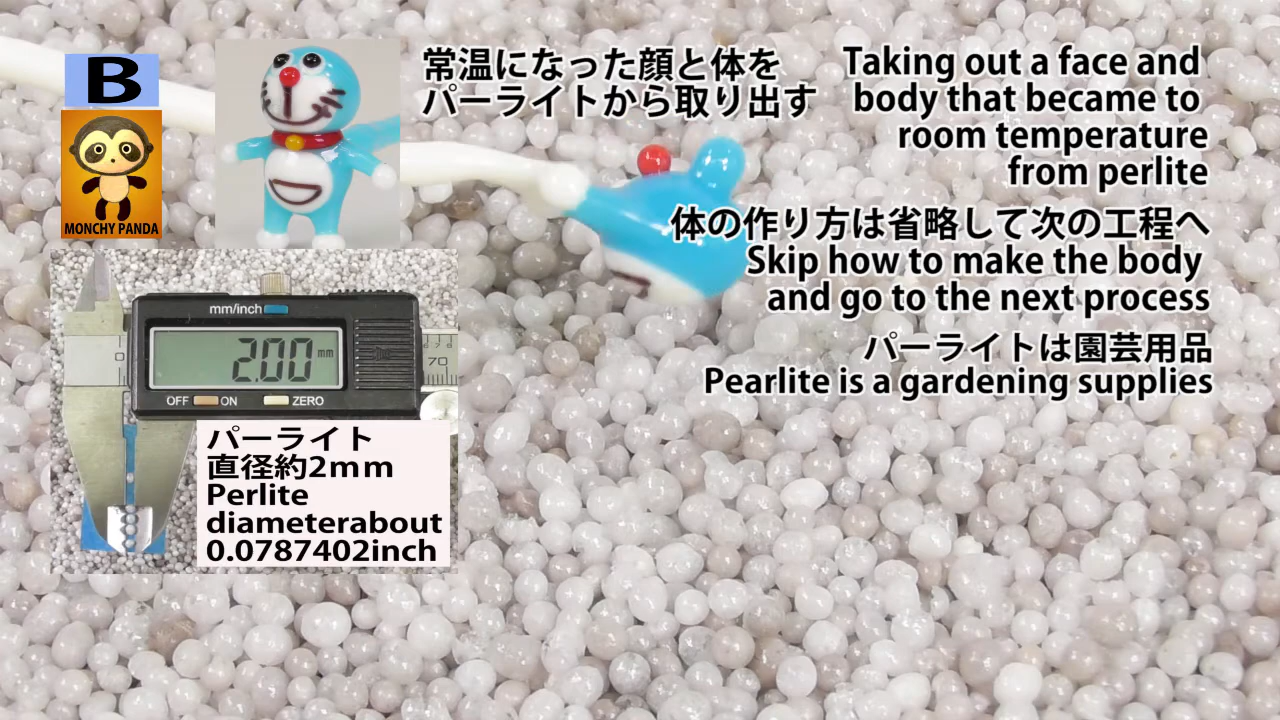 B
MONCHY PANDA
常温になった顔と体を
パーライトから取り出す
Taking out a face and
body that became to
room temperature
from perlite
体の作り方は省略して次の工程へ
Skip how to make the body
and go to the next process
パーライトは園芸用品
Pearlite is a gardening supplies
mm/inch
2.00 mm
OFF ON ZERO
0
70
パーライト
直径約2mm
Perlite
diameterabout
0.0787402inch